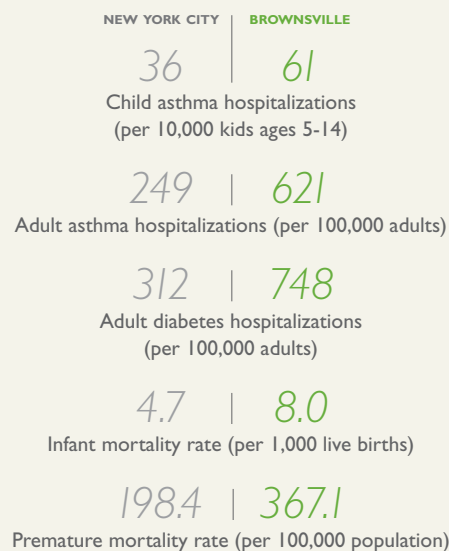 NEW YORK CITY | BROWNSVILLE
36 | 61
Child asthma hospitalizations
(per 10,000 kids ages 5-14)
249 | 621
Adult asthma hospitalizations (per 100,000 adults)
312 | 748
Adult diabetes hospitalizations
(per 100,000 adults)
4.7 | 8.0
Infant mortality rate (per 1,000 live births)
198.4 | 367.1
Premature mortality rate (per 100,000 population)